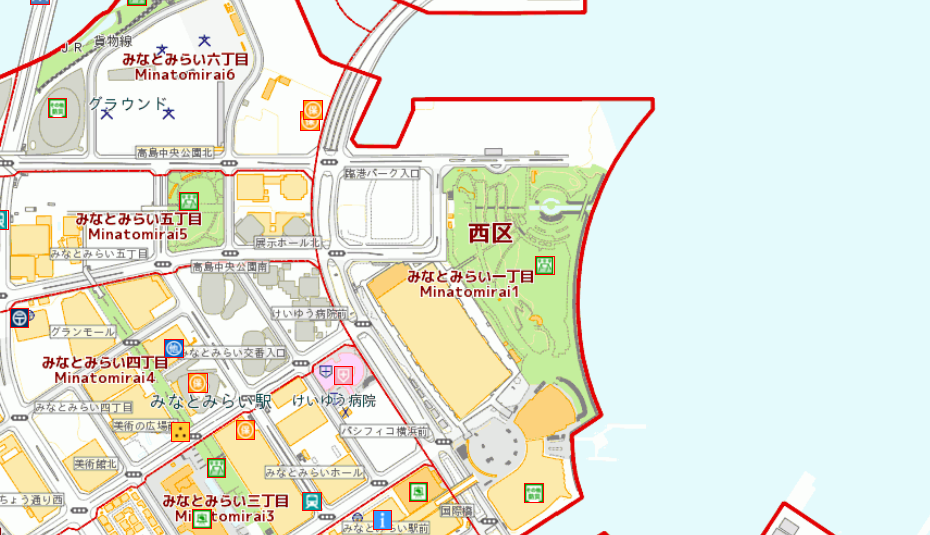 ＪＲ 貨物線
みなとみらい六丁目
Minatomirai6
グラウンド
高島中央公園北
臨港パーク入口
みなとみらい五丁目
Minatomirai5
西区
展示ホール北
みなとみらい五丁目
高島中央公園南
みなとみらい一丁目
Minatomirai1
けいゆう病院前
グランモール
みなとみらい交番入口
みなとみらい四丁目
Minatomirai4
みなとみらい駅
けいゆう病院
みなとみらい四丁目
美術の広場前
パシフィコ横浜前
美術館北
みなとみらいホール
ちょう通り西
みなとみらい三丁目
Minatomirai3
国際橋
みなとみらい駅前